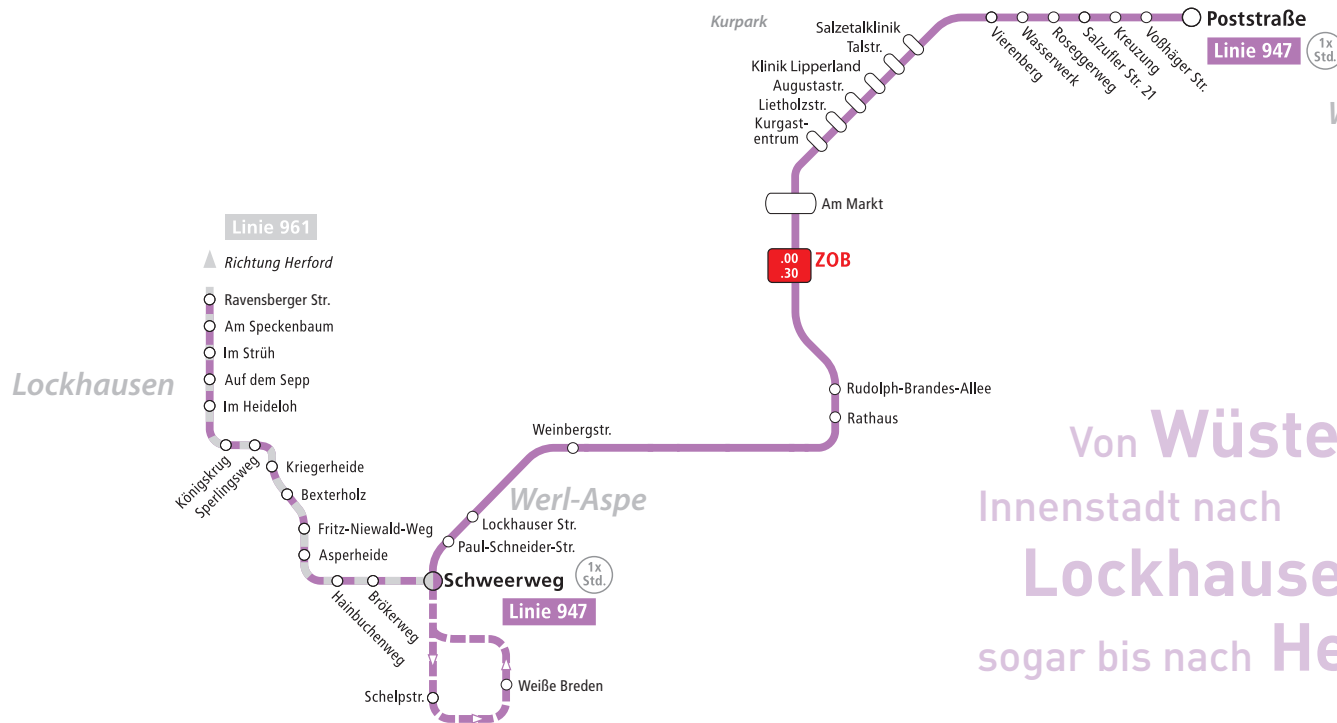 Kurpark
Salzetalklinik
Talstr.
Klinik Lipperland
Augustastr.
Lietholzstr.
Kurgast-
entrum
Vierenberg
Wasserwerk
Roseggerweg
Salzufler Str. 21
Kreuzung
Voßhäger Str.
Poststraße
Linie 947
1x
Std.
W
Am Markt
.00
.30
ZOB
Linie 961
Richtung Herford
Ravensberger Str.
Am Speckenbaum
Im Strüh
Auf dem Sepp
Im Heideloh
Lockhausen
Königskrug
Sperlingsweg
Kriegerheide
Bexterholz
Fritz-Niewald-Weg
Asperheide
Hainbuchenweg
Brökerweg
Rudolph-Brandes-Allee
Rathaus
Weinbergstr.
Werl-Aspe
Lockhauser Str.
Paul-Schneider-Str.
Schweerweg
1x
Std.
Linie 947
Schelpstr.
Weiße Breden
Von Wüste
Innenstadt nach
Lockhause
sogar bis nach He